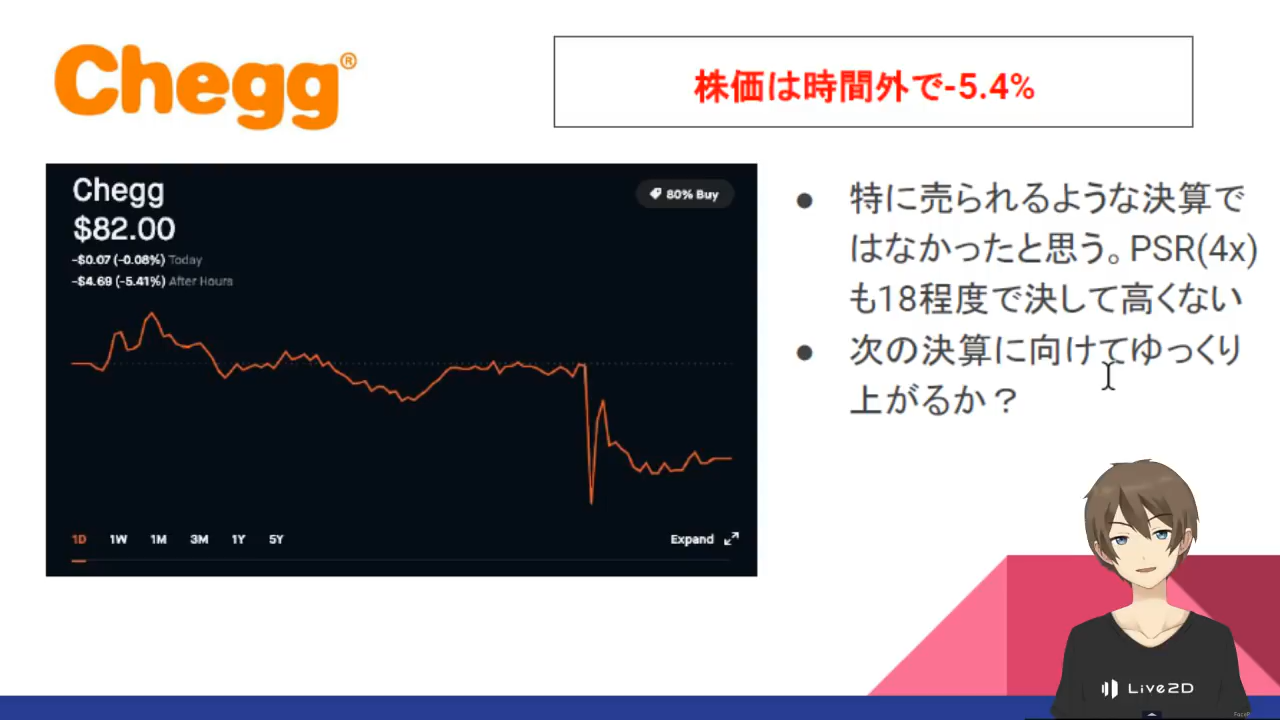 Chegg®
株価は時間外で-5.4%
Chegg
80% Buy
$82.00
-$0.07 (-0.08%) Today
-$4.69 (-5.41%) After Hours
1D 1W 1M 3M 1Y 5Y
Expand
● 特に売られるような決算で
はなかったと思う。PSR(4x)
も18程度で決して高くない
● 次の決算に向けてゆっくり
上がるか？
Live2D